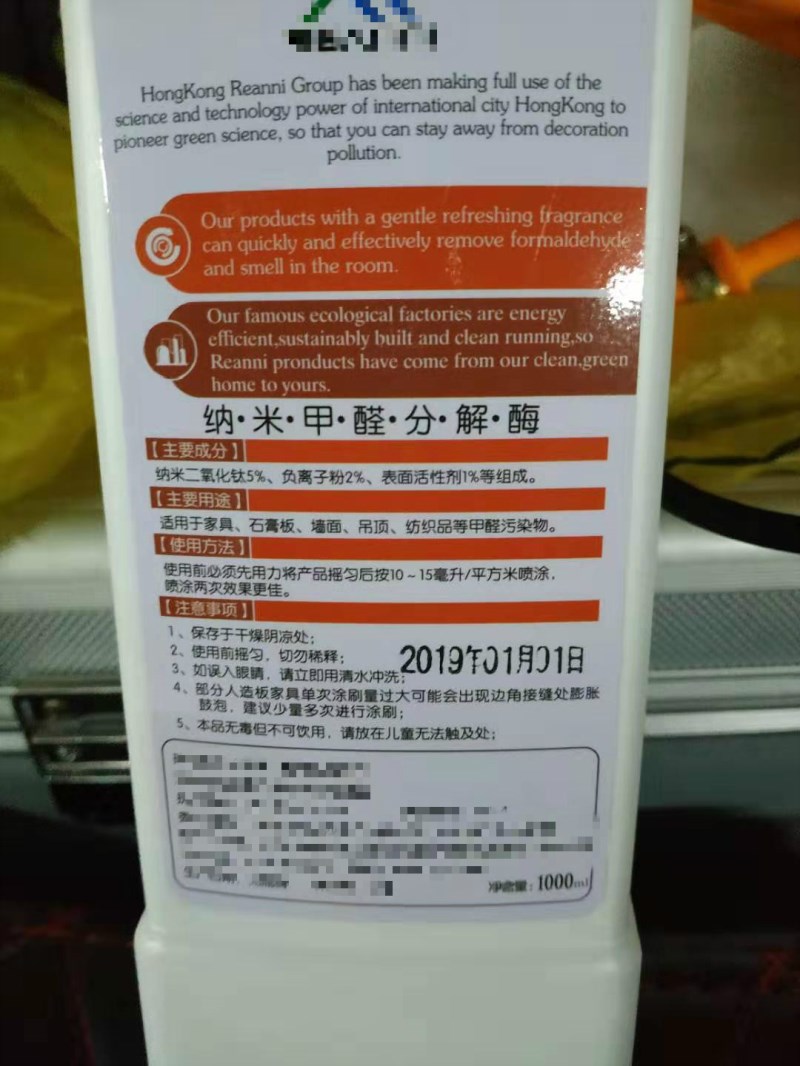 HongKong Reanni Group has been making full use of the
science and technology power of international city HongKong to
pioneer green science, so that you can stay away from decoration
pollution.
Our products with a gentle refreshing fragrance
can quickly and effectively remove formaldehyde
and smell in the room.
Our famous ecological factories are energy
efficient,sustainably built and clean running,so
Reanni pronducts have come from our clean,green
home to yours.
纳·米·甲·醛·分·解·酶
【主要成分】
纳米二氧化钛5%、负离子粉2%、表面活性剂1%等组成。
【主要用途】
适用于家具、石膏板、墙面、吊顶、纺织品等甲醛污染物。
【使用方法】
使用前必须先用力将产品摇匀后按10~15毫升/平方米喷涂，
喷涂两次效果更佳。
【注意事项】
1、保存于干燥阴凉处；
2、使用前摇匀，切勿稀释；
3、如误入眼睛，请立即用清水冲洗；
2019年01月01日
4、部分人造板家具单次涂刷量过大可能会出现边角接缝处膨胀
鼓泡，建议少量多次进行涂刷；
5、本品无毒但不可饮用，请放在儿童无法触及处；
净含量：1000ml